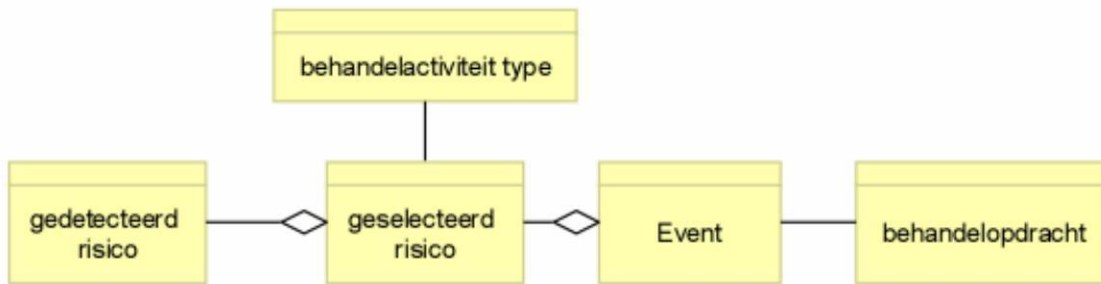 behandelactiviteit type
gedetecteerd
risico
geselecteerd
risico
Event
behandelopdracht